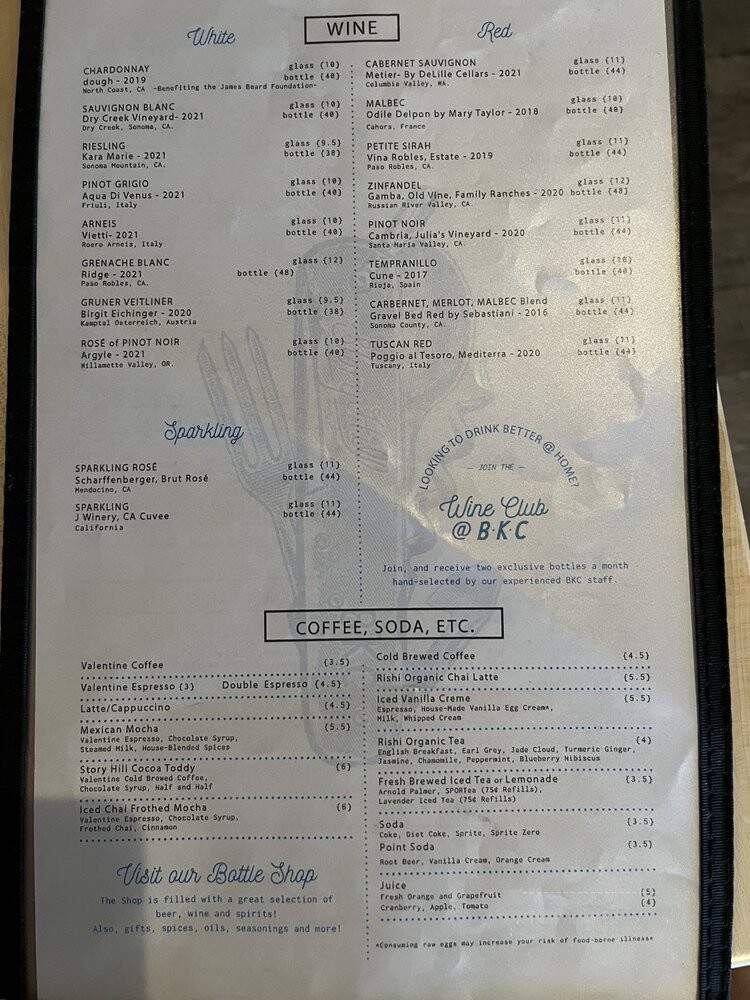 WINE
White
CHARDONNAY glass {10}
dough - 2019 bottle {40}
North Coast, CA -Benefiting the James Beard Foundation-
SAUVIGNON BLANC glass {10}
Dry Creek Vineyard- 2021 bottle {40}
Dry Creek, Sonoma, CA.
RIESLING glass {9.5}
Kara Marie - 2021 bottle {38}
Sonoma Mountain, CA.
PINOT GRIGIO glass {10}
Aqua Di Venus - 2021 bottle {40}
Friuli, Italy
ARNEIS glass {10}
Vietti- 2021 bottle {40}
Roero Arneis, Italy
GRENACHE BLANC glass {12}
Ridge - 2021 bottle {48}
Paso Robles, CA.
GRUNER VEITLINER glass {9.5}
Birgit Eichinger - 2020 bottle {38}
Kamptal Osterreich, Austria
ROSÉ of PINOT NOIR glass {10}
Argyle - 2021 bottle {40}
Willamette Valley, OR.
Sparkling
SPARKLING ROSÉ glass {11}
Scharffenberger, Brut Rosé bottle {44}
Mendocino, CA
SPARKLING glass {11}
J Winery, CA Cuvee bottle {44}
California
Red
CABERNET SAUVIGNON glass {11}
Metier- By DeLille Cellars - 2021 bottle {44}
Columbia Valley, WA.
MALBEC glass {10}
Odile Delpon by Mary Taylor - 2018 bottle {40}
Cahors, France
PETITE SIRAH glass {11}
Vina Robles, Estate - 2019 bottle {44}
Paso Robles, CA.
ZINFANDEL glass {12}
Gamba, Old Vine, Family Ranches - 2020 bottle {48}
Russian River Valley, CA.
PINOT NOIR glass {11}
Cambria, Julia's Vineyard - 2020 bottle {44}
Santa Maria Valley, CA.
TEMPRANILLO glass {10}
Cune - 2017 bottle {40}
Rioja, Spain
CARBERNET, MERLOT, MALBEC Blend glass {11}
Gravel Bed Red by Sebastiani - 2016 bottle {44}
Sonoma County, CA.
TUSCAN RED glass {11}
Poggio al Tesoro, Mediterra - 2020 bottle {44}
Tuscany, Italy
LOOKING TO DRINK BETTER @ HOME?
— JOIN THE —
Wine Club
@ B·K·C
Join, and receive two exclusive bottles a month
hand-selected by our experienced BKC staff.
COFFEE, SODA, ETC.
Valentine Coffee {3.5}
Valentine Espresso {3} Double Espresso {4.5}
Latte/Cappuccino {4.5}
Mexican Mocha {5.5}
Valentine Espresso, Chocolate Syrup,
Steamed Milk, House-Blended Spices
Story Hill Cocoa Toddy {6}
Valentine Cold Brewed Coffee,
Chocolate Syrup, Half and Half
Iced Chai Frothed Mocha {6}
Valentine Espresso, Chocolate Syrup,
Frothed Chai, Cinnamon
Visit our Bottle Shop
The Shop is filled with a great selection of
beer, wine and spirits!
Also, gifts, spices, oils, seasonings and more!
Cold Brewed Coffee {4.5}
Rishi Organic Chai Latte {5.5}
Iced Vanilla Creme {5.5}
Espresso, House-Made Vanilla Egg Cream*,
Milk, Whipped Cream
Rishi Organic Tea {4}
English Breakfast, Earl Grey, Jade Cloud, Turmeric Ginger,
Jasmine, Chamomile, Peppermint, Blueberry Hibiscus
Fresh Brewed Iced Tea or Lemonade {3.5}
Arnold Palmer, SPORTea (75¢ Refills),
Lavender Iced Tea (75¢ Refills)
Soda {3.5}
Coke, Diet Coke, Sprite, Sprite Zero
Point Soda {3.5}
Root Beer, Vanilla Cream, Orange Cream
Juice
Fresh Orange and Grapefruit {5}
Cranberry, Apple, Tomato {4}
*Consuming raw eggs may increase your risk of food-borne illness*